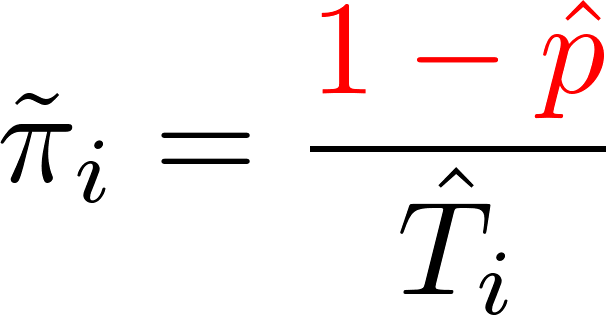 π̃ᵢ = (1 − p̂) / T̂ᵢ